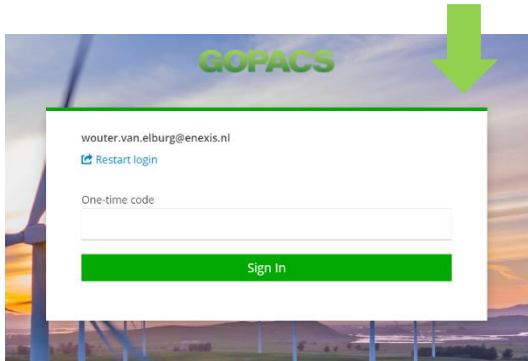 GOPACS
wouter.van.elburg@enexis.nl
Restart login
One-time code
Sign In